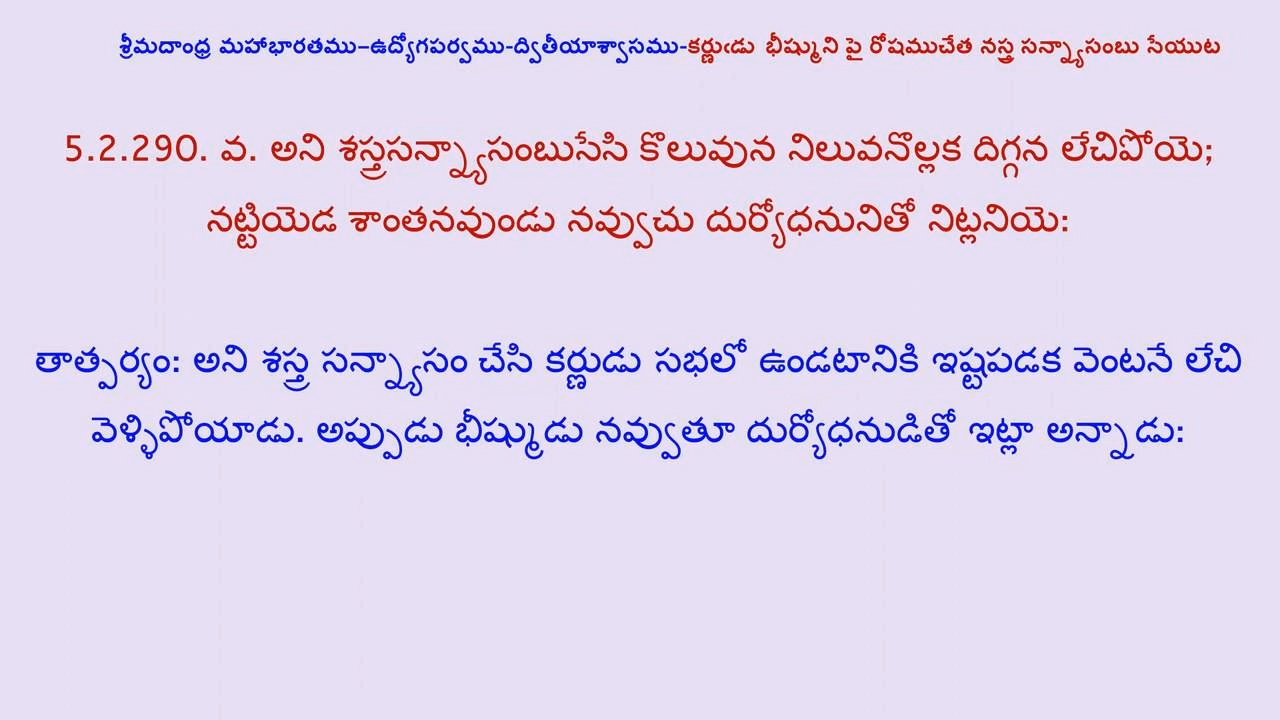 శ్రీమదాంధ్ర మహాభారతము–ఉద్యోగపర్వము-ద్వితీయాశ్వాసము-కర్ణుఁడు భీష్ముని పై రోషముచేత నస్త్ర సన్న్యాసంబు సేయుట
5.2.290. వ. అని శస్త్రసన్న్యాసంబుసేసి కొలువున నిలువనొల్లక దిగ్గన లేచిపోయె;
నట్టియెడ శాంతనవుండు నవ్వుచు దుర్యోధనునితో నిట్లనియె:
తాత్పర్యం: అని శస్త్ర సన్న్యాసం చేసి కర్ణుడు సభలో ఉండటానికి ఇష్టపడక వెంటనే లేచి
వెళ్ళిపోయాడు. అప్పుడు భీష్ముడు నవ్వుతూ దుర్యోధనుడితో ఇట్లా అన్నాడు: